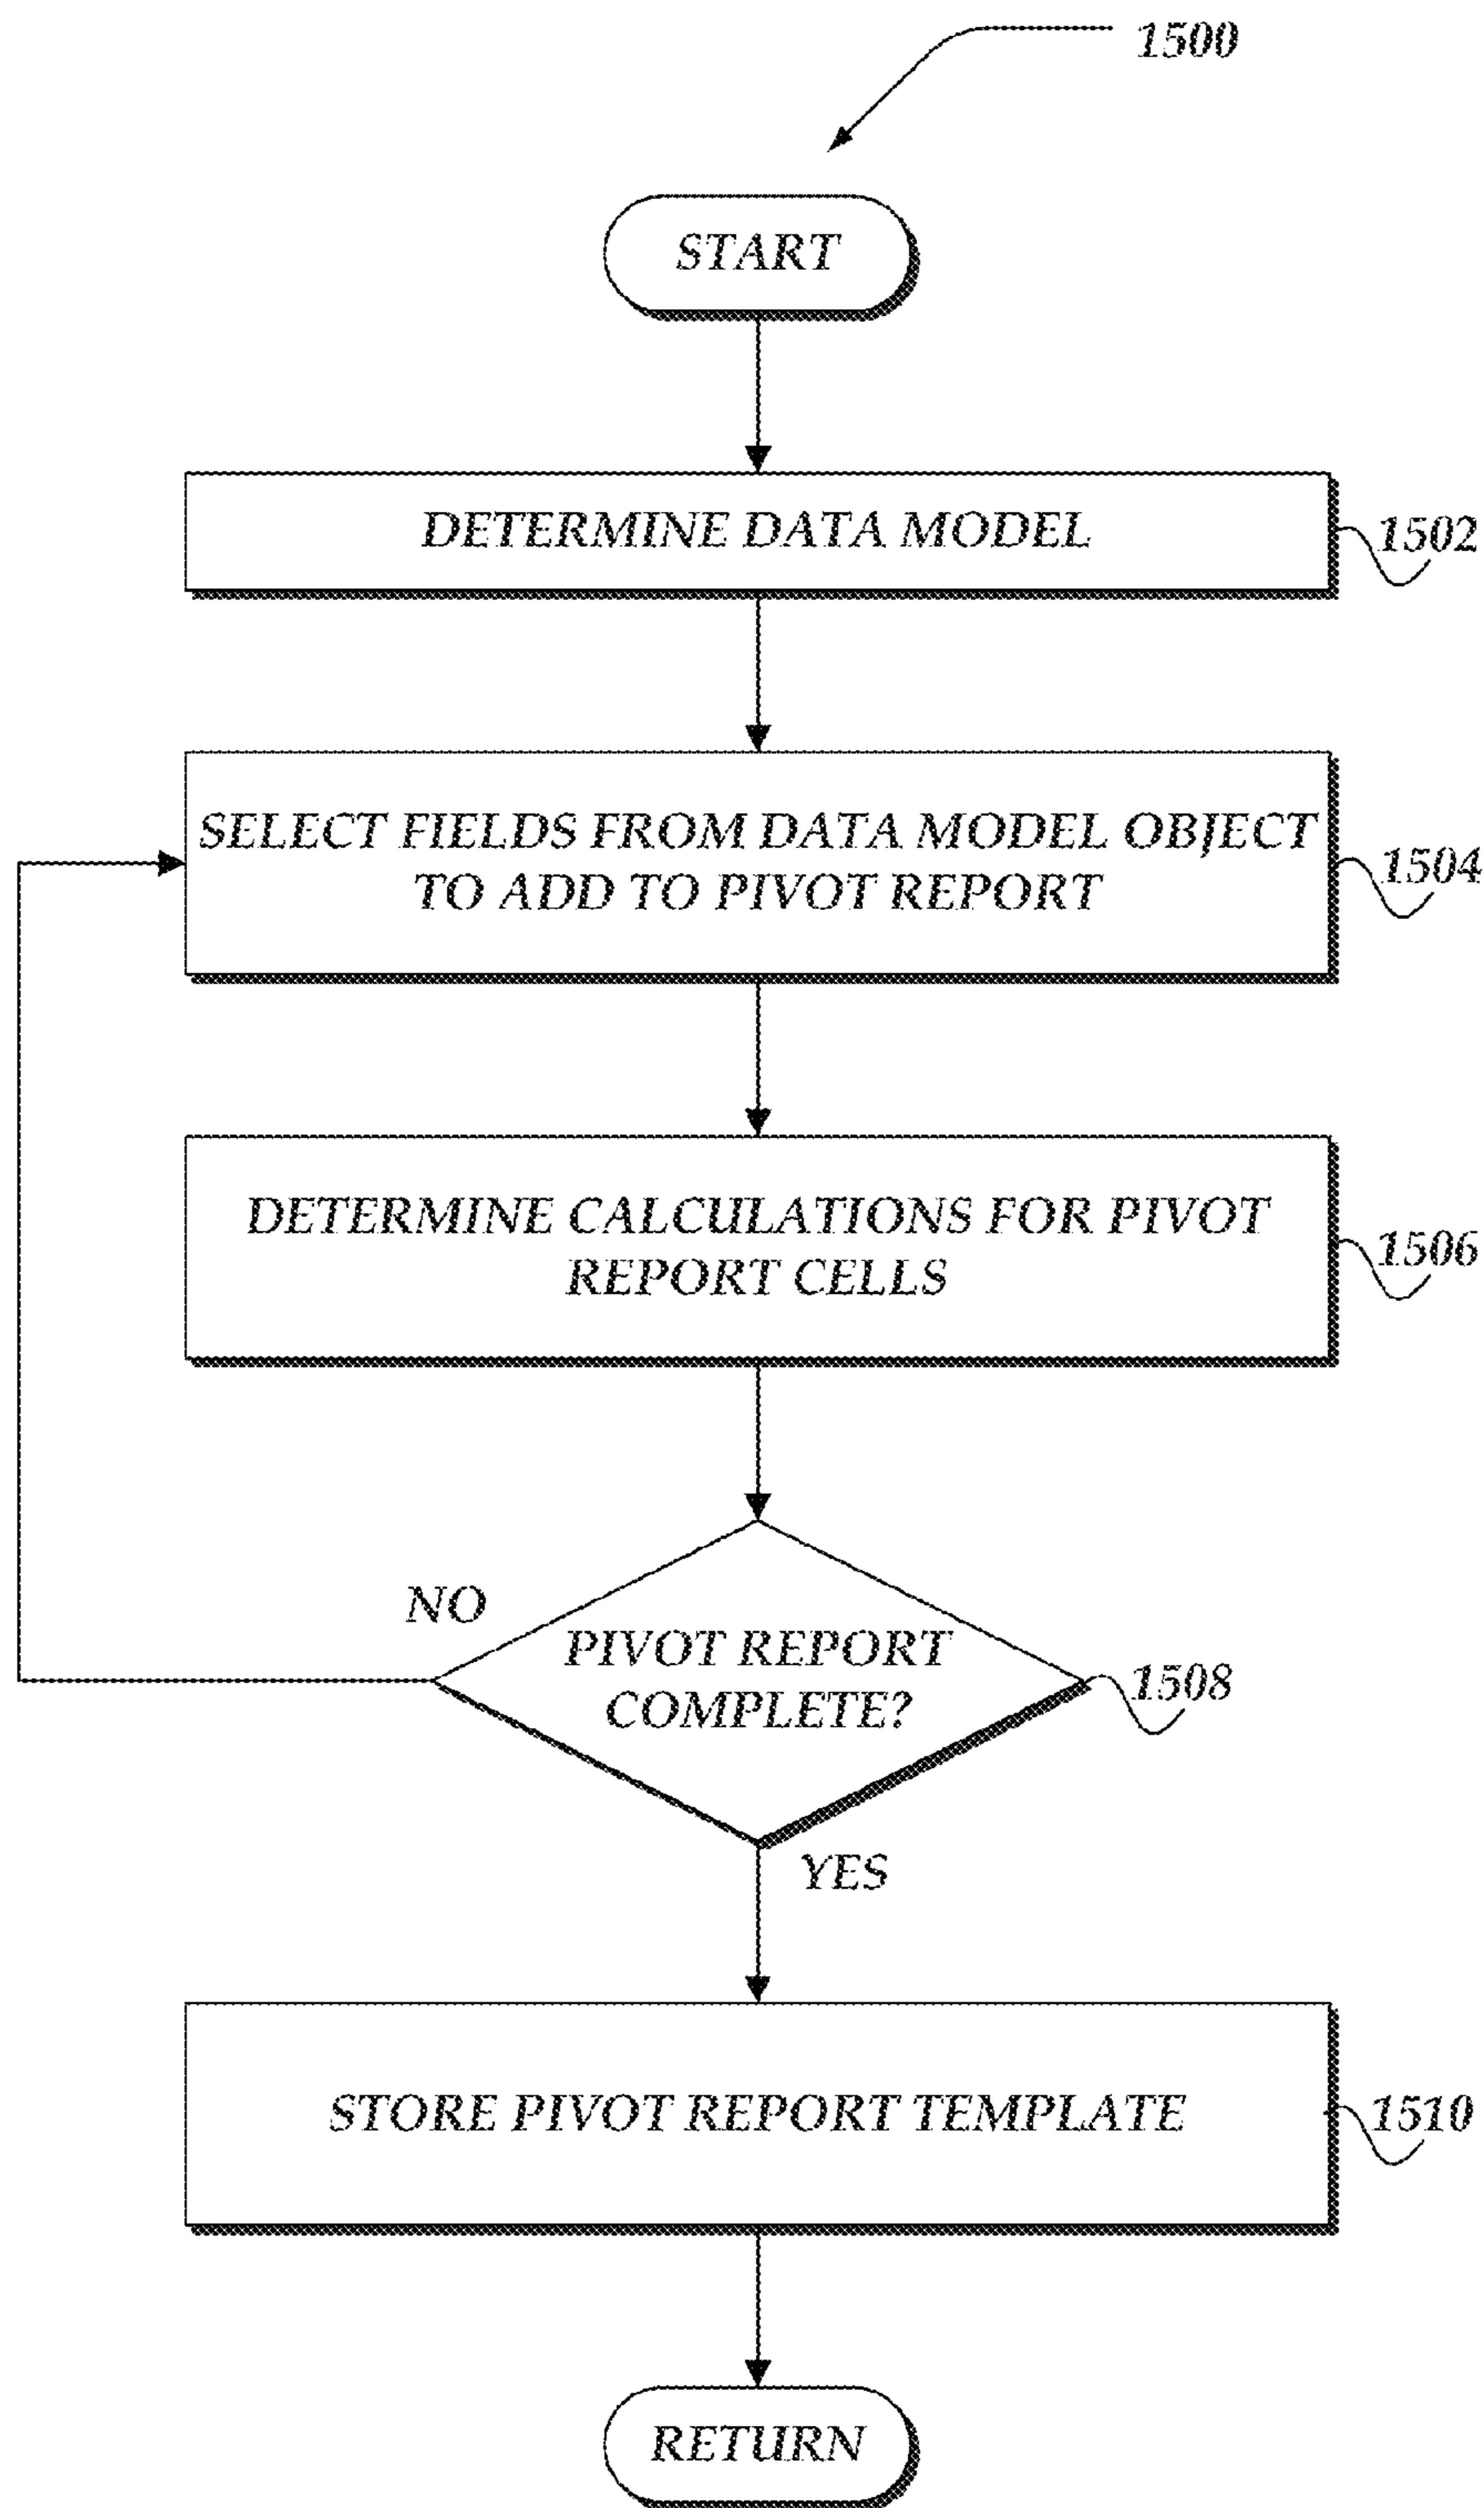 1500
START
DETERMINE DATA MODEL
1502
SELECT FIELDS FROM DATA MODEL OBJECT
TO ADD TO PIVOT REPORT
1504
DETERMINE CALCULATIONS FOR PIVOT
REPORT CELLS
1506
NO
PIVOT REPORT
COMPLETE?
1508
YES
STORE PIVOT REPORT TEMPLATE
1510
RETURN